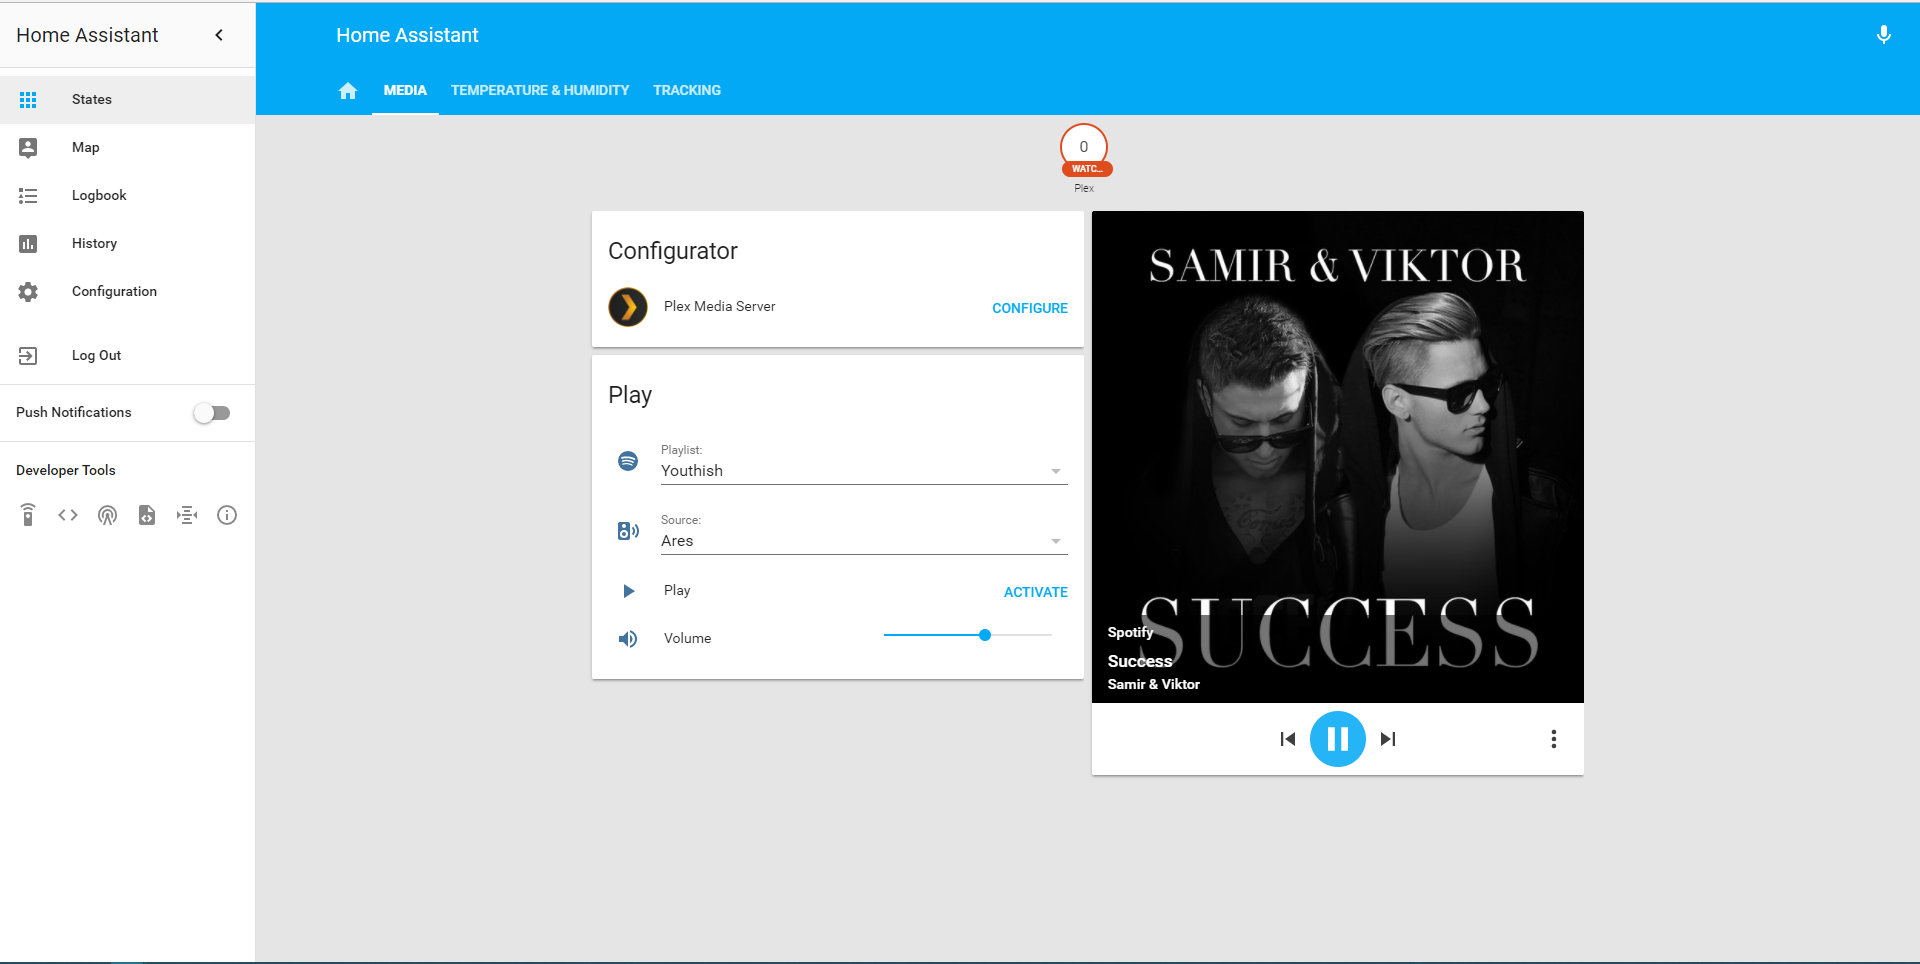 Home Assistant
States
Map
Logbook
History
Configuration
Log Out
Push Notifications
Developer Tools
Home Assistant
MEDIA
TEMPERATURE & HUMIDITY
TRACKING
0
WATC...
Plex
Configurator
Plex Media Server
CONFIGURE
Play
Playlist:
Youthish
Source:
Ares
Play
ACTIVATE
Volume
SAMIR & VIKTOR
SUCCESS
Spotify
Success
Samir & Viktor